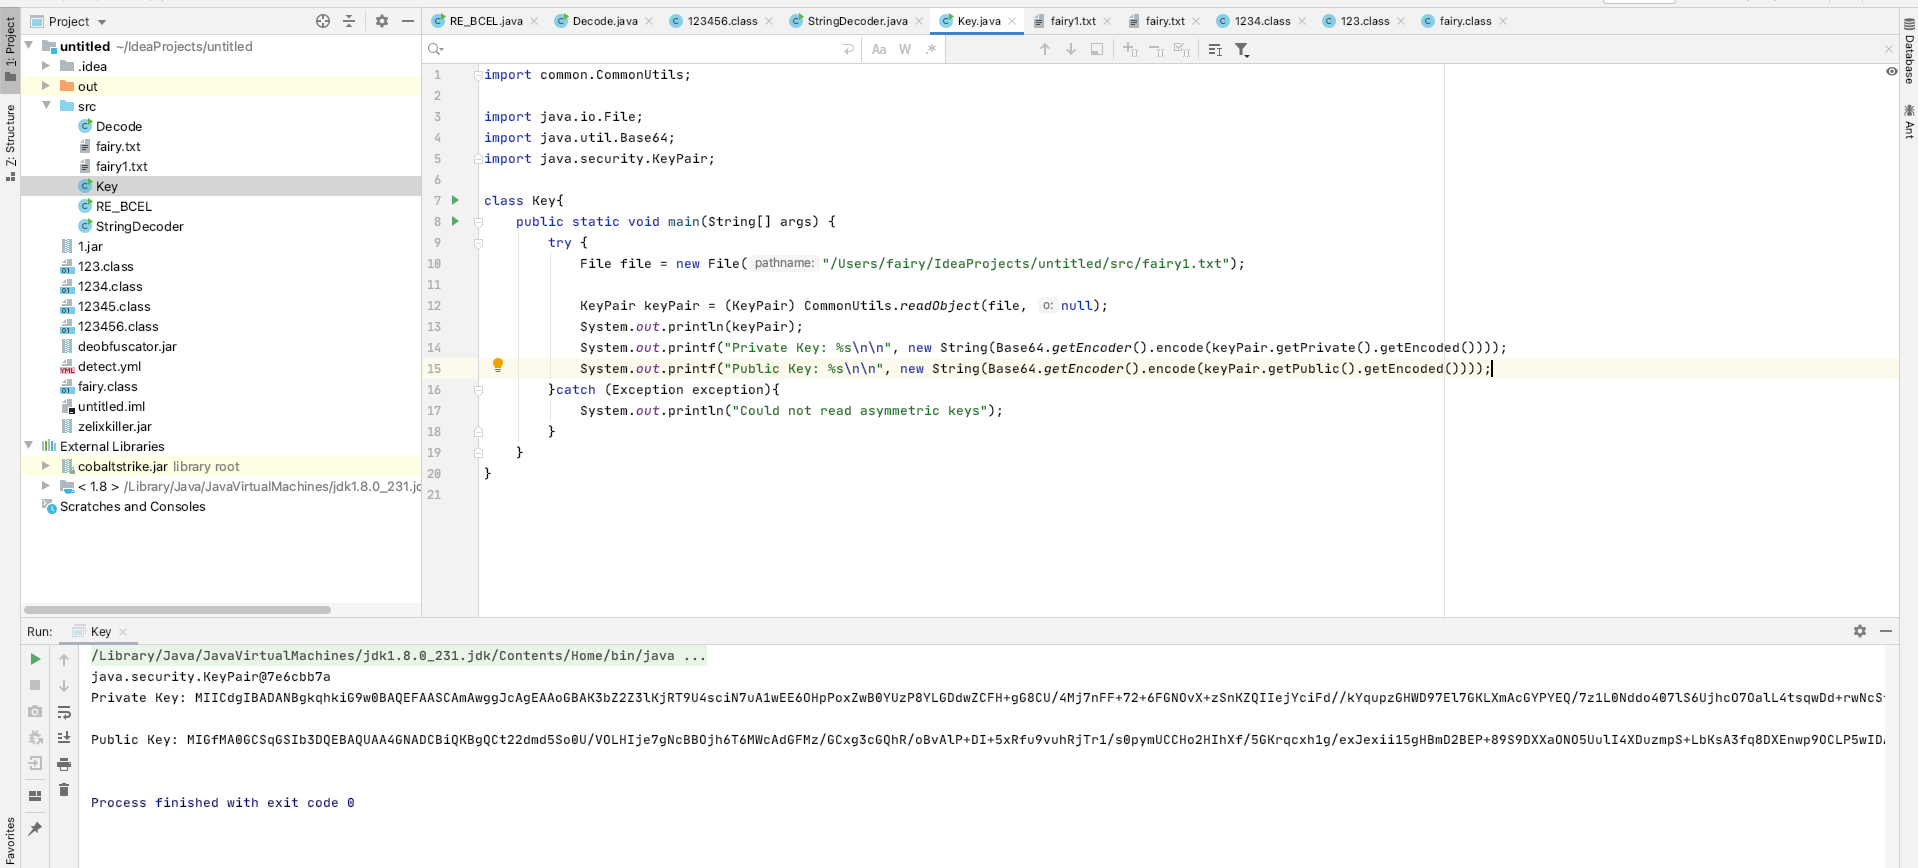 Project
RE_BCEL.java
Decode.java
123456.class
StringDecoder.java
Key.java
fairy1.txt
fairy.txt
1234.class
123.class
fairy.class
1: Project
Z: Structure
Favorites
Database
Ant
untitled ~/IdeaProjects/untitled
.idea
out
src
Decode
fairy.txt
fairy1.txt
Key
RE_BCEL
StringDecoder
1.jar
123.class
1234.class
12345.class
123456.class
deobfuscator.jar
detect.yml
fairy.class
untitled.iml
zelixkiller.jar
External Libraries
cobaltstrike.jar library root
< 1.8 > /Library/Java/JavaVirtualMachines/jdk1.8.0_231.jd
Scratches and Consoles
Aa W .*
1 import common.CommonUtils;
2
3 import java.io.File;
4 import java.util.Base64;
5 import java.security.KeyPair;
6
7 class Key{
8 public static void main(String[] args) {
9 try {
10 File file = new File( pathname: "/Users/fairy/IdeaProjects/untitled/src/fairy1.txt");
11
12 KeyPair keyPair = (KeyPair) CommonUtils.readObject(file, o: null);
13 System.out.println(keyPair);
14 System.out.printf("Private Key: %s\n\n", new String(Base64.getEncoder().encode(keyPair.getPrivate().getEncoded())));
15 System.out.printf("Public Key: %s\n\n", new String(Base64.getEncoder().encode(keyPair.getPublic().getEncoded())));
16 }catch (Exception exception){
17 System.out.println("Could not read asymmetric keys");
18 }
19 }
20 }
21
Run: Key
/Library/Java/JavaVirtualMachines/jdk1.8.0_231.jdk/Contents/Home/bin/java ...
java.security.KeyPair@7e6cbb7a
Private Key: MIICdgIBADANBgkqhkiG9w0BAQEFAASCAmAwggJcAgEAAoGBAK3bZ2Z3lKjRT9U4sciN7uA1wEE6OHpPoxZwB0YUzP8YLGDdwZCFH+gG8CU/4Mj7nFF+72+6FGNOvX+zSnKZQIIejYciFd//kYqupzGHWD97El7GKLXmAcGYPYEQ/7z1L0Nddo407lS6UjhcO7OalL4tsqwDd+rwNcS
Public Key: MIGfMA0GCSqGSIb3DQEBAQUAA4GNADCBiQKBgQCt22dmd5So0U/VOLHIje7gNcBBOjh6T6MWcAdGFMz/GCxg3cGQhR/oBvAlP+DI+5xRfu9vuhRjTr1/s0pymUCCHo2HIhXf/5GKrqcxh1g/exJexii15gHBmD2BEP+89S9DXXaONO5UulI4XDuzmpS+LbKsA3fq8DXEnwp9OCLP5wID
Process finished with exit code 0